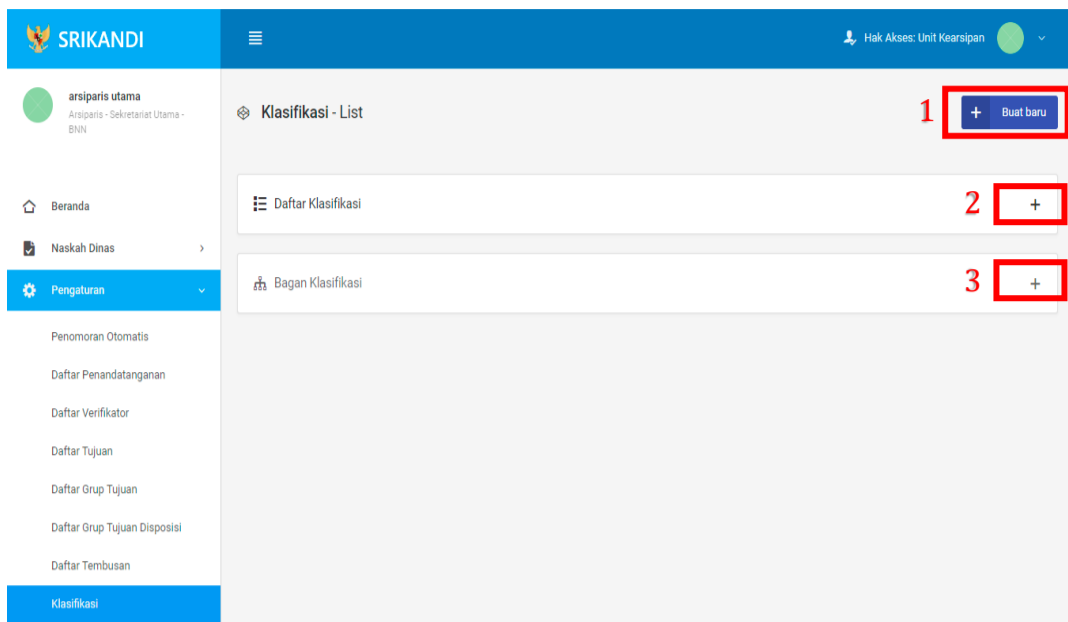 SRIKANDI
Hak Akses: Unit Kearsipan
arsiparis utama
Arsiparis - Sekretariat Utama -
BNN
Klasifikasi - List
1
+ Buat baru
Beranda
Daftar Klasifikasi
2
+
Naskah Dinas
Pengaturan
Bagan Klasifikasi
3
+
Penomoran Otomatis
Daftar Penandatanganan
Daftar Verifikator
Daftar Tujuan
Daftar Grup Tujuan
Daftar Grup Tujuan Disposisi
Daftar Tembusan
Klasifikasi